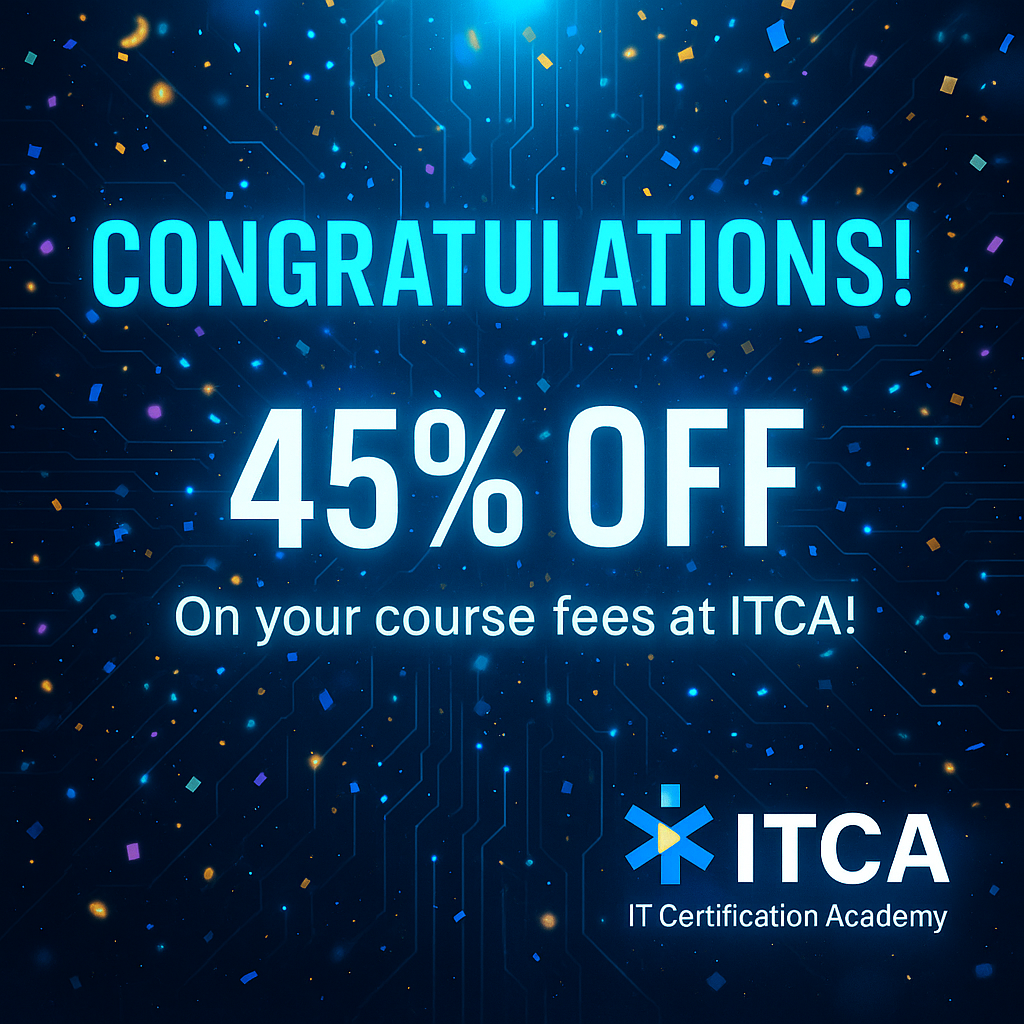 CONGRATULATIONS!
45% OFF
On your course fees at ITCA!
ITCA
IT Certification Academy